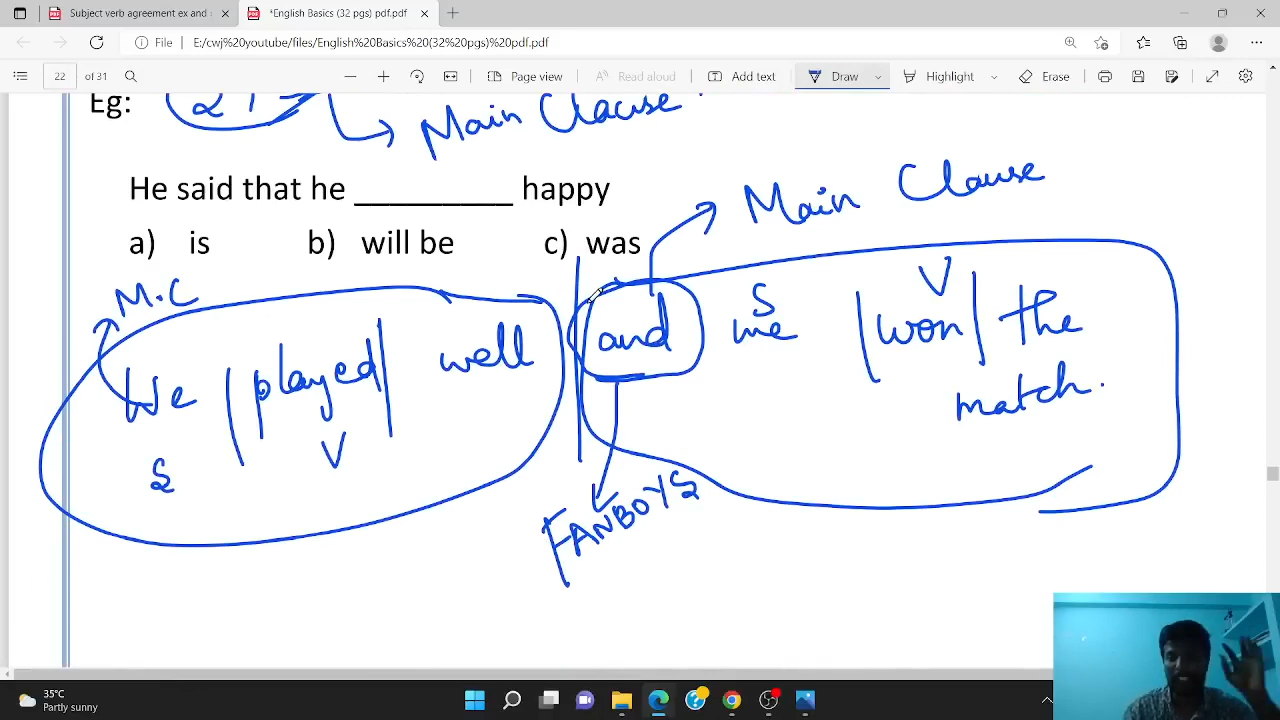 Subject verb agreement ex and
*English Basics (32 pgs) pdf.pdf
File
E:/cwj%20youtube/files/English%20Basics%20(32%20pgs)%20pdf.pdf
22 of 31
Page view
Read aloud
Add text
Draw
Highlight
Erase
Eg:
Main Clause
He said that he __________ happy
Main Clause
a) is b) will be c) was
M.C
S V
We played well and we won the
match.
S V
FANBOYS
35°C
Partly sunny